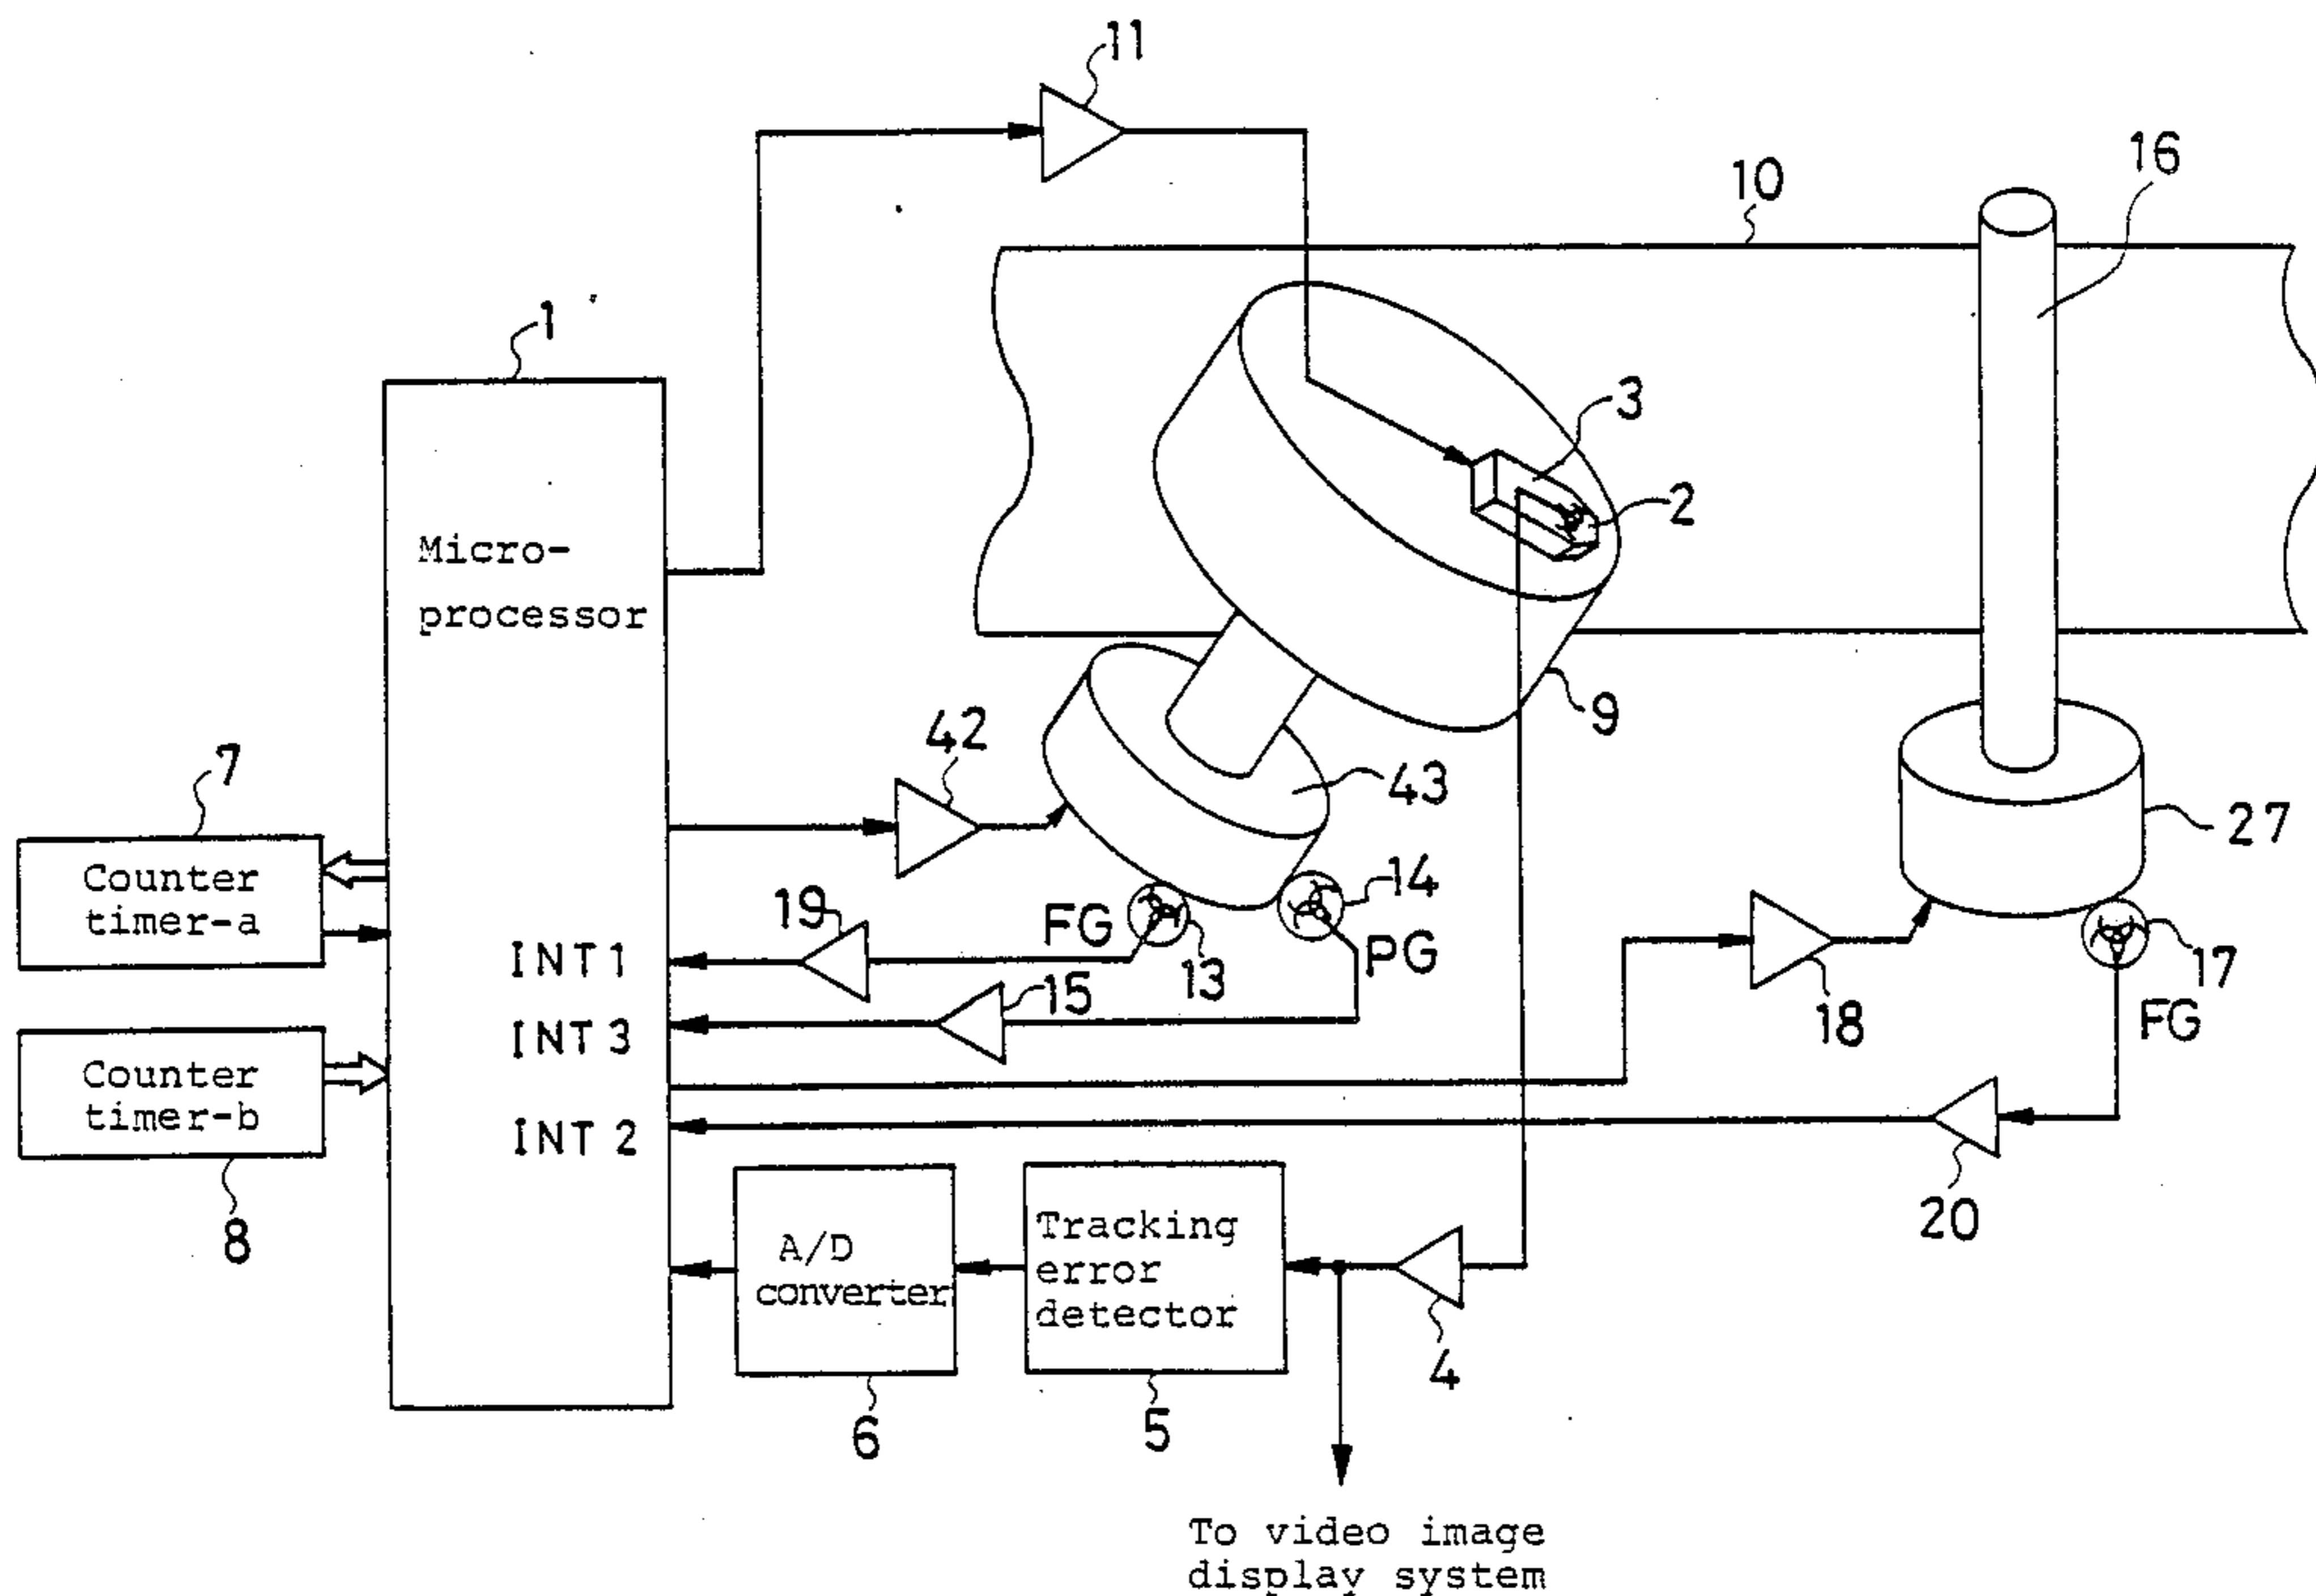 11
16
10
1
3
Micro-
processor
2
9
42
7
43
27
Counter
timer-a
19
FG
14
INT 1
13
PG
17
15
18
FG
INT 3
Counter
timer-b
INT 2
20
8
A/D
converter
Tracking
error
detector
4
6
5
To video image
display system